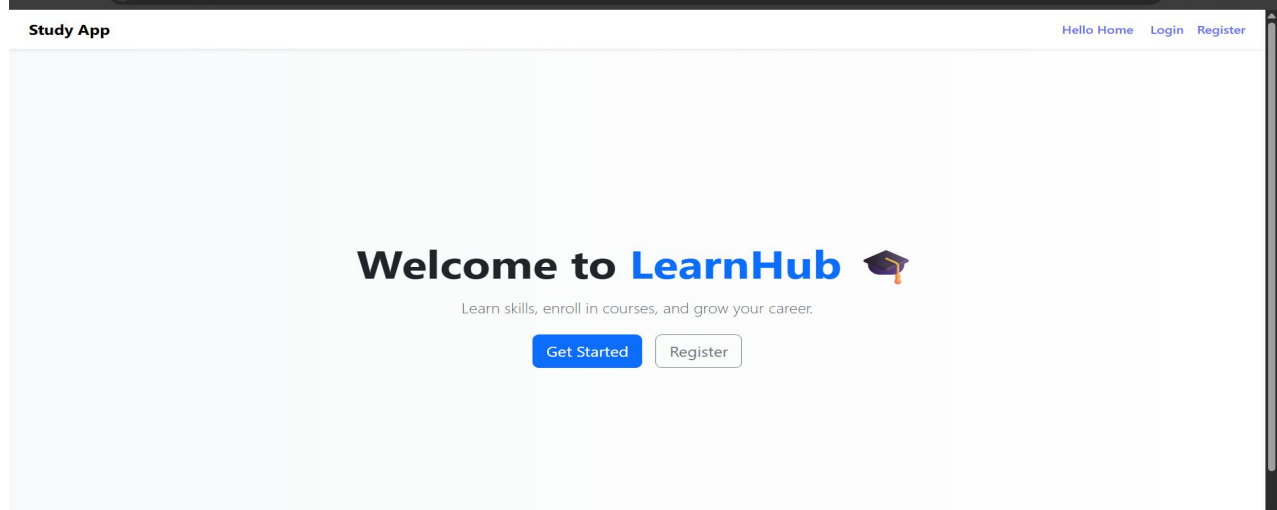 Study App
Hello Home Login Register
Welcome to LearnHub 🎓
Learn skills, enroll in courses, and grow your career.
Get Started Register